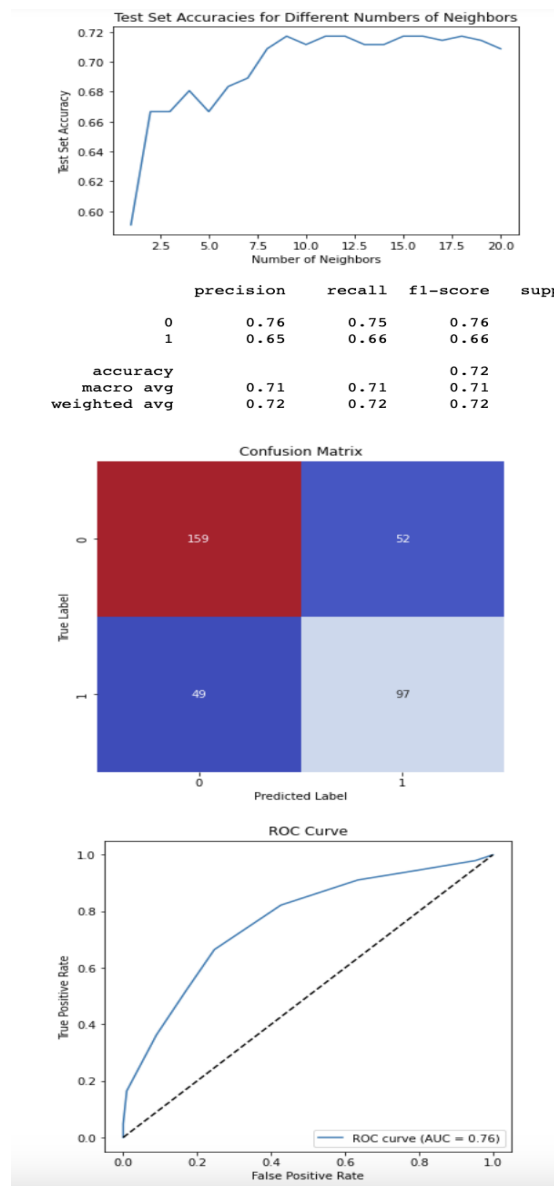 Test Set Accuracies for Different Numbers of Neighbors
0.72
0.70
0.68
0.66
0.64
0.62
0.60
Test Set Accuracy
2.5 5.0 7.5 10.0 12.5 15.0 17.5 20.0
Number of Neighbors
precision recall f1-score supp
0 0.76 0.75 0.76
1 0.65 0.66 0.66
accuracy 0.72
macro avg 0.71 0.71 0.71
weighted avg 0.72 0.72 0.72
Confusion Matrix
159 52
49 97
0
1
True Label
0 1
Predicted Label
ROC Curve
1.0
0.8
0.6
0.4
0.2
0.0
True Positive Rate
ROC curve (AUC = 0.76)
0.0 0.2 0.4 0.6 0.8 1.0
False Positive Rate